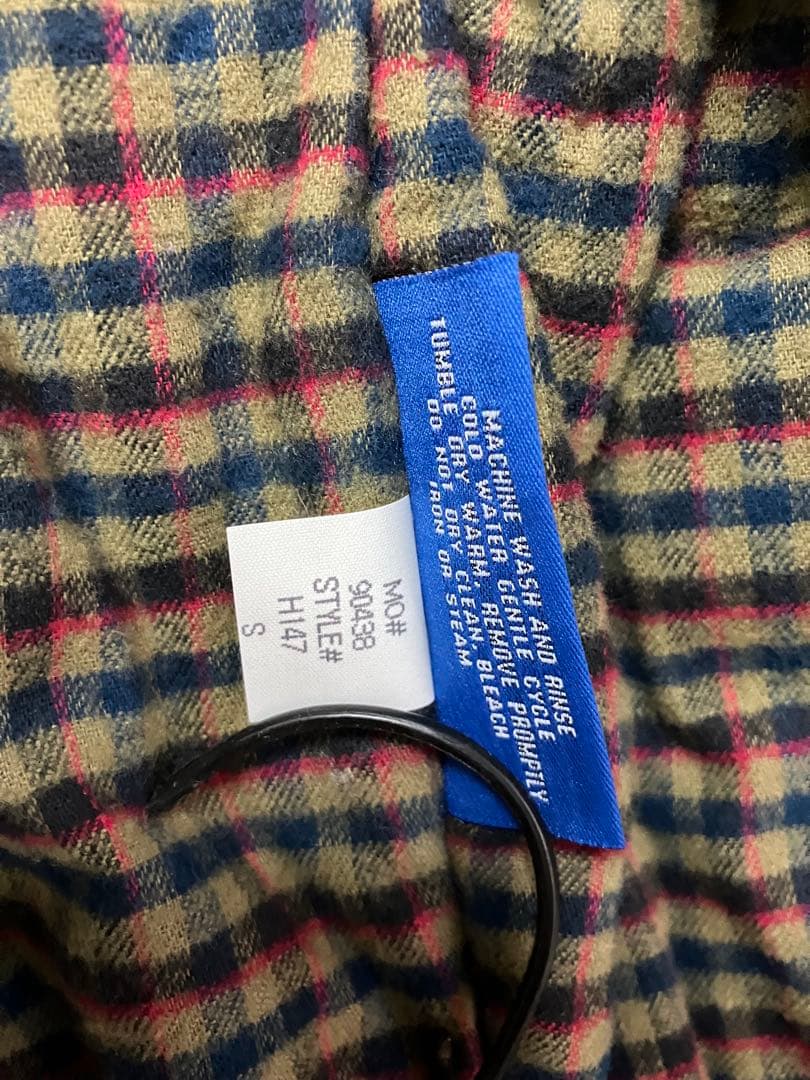 MACHINE WASH AND RINSE
COLD WATER GENTLE CYCLE
TUMBLE DRY WARM, REMOVE PROMPTLY
DO NOT DRY CLEAN, BLEACH
IRON OR STEAM
MO#
90438
STYLE#
H147
S